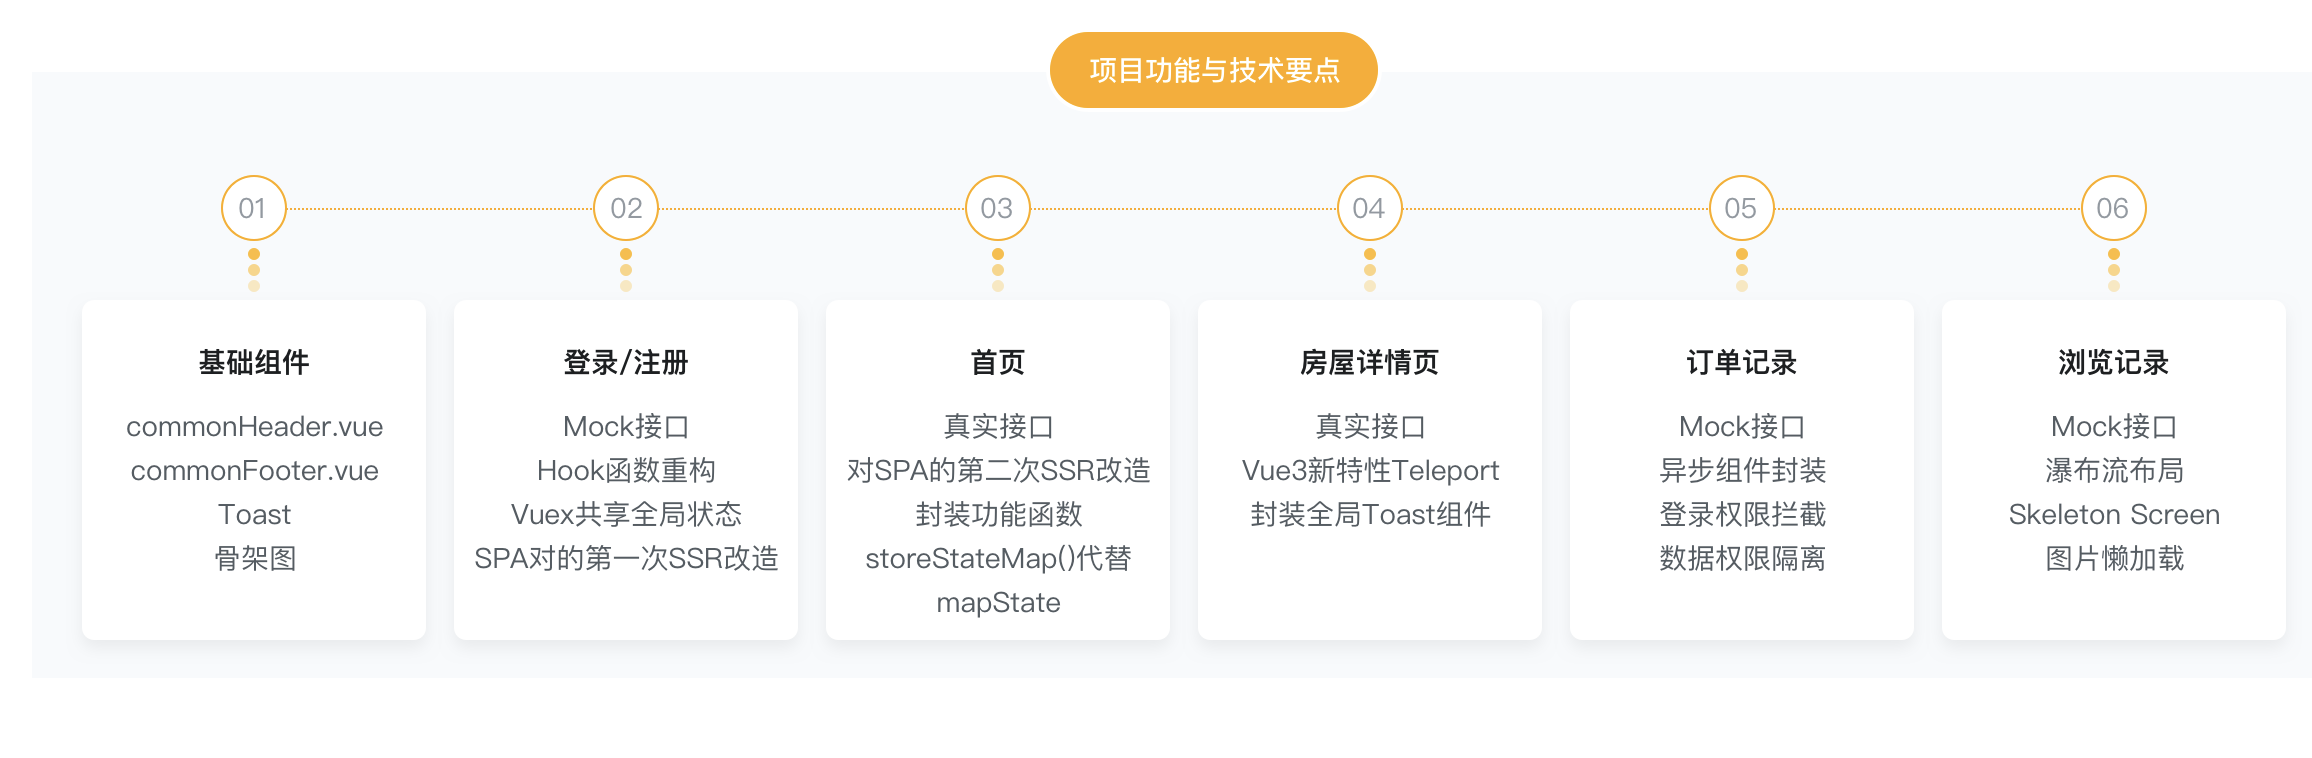 项目功能与技术要点
01
02
03
04
05
06
基础组件
commonHeader.vue
commonFooter.vue
Toast
骨架图
登录/注册
Mock接口
Hook函数重构
Vuex共享全局状态
SPA对的第一次SSR改造
首页
真实接口
对SPA的第二次SSR改造
封装功能函数
storeStateMap()代替
mapState
房屋详情页
真实接口
Vue3新特性Teleport
封装全局Toast组件
订单记录
Mock接口
异步组件封装
登录权限拦截
数据权限隔离
浏览记录
Mock接口
瀑布流布局
Skeleton Screen
图片懒加载